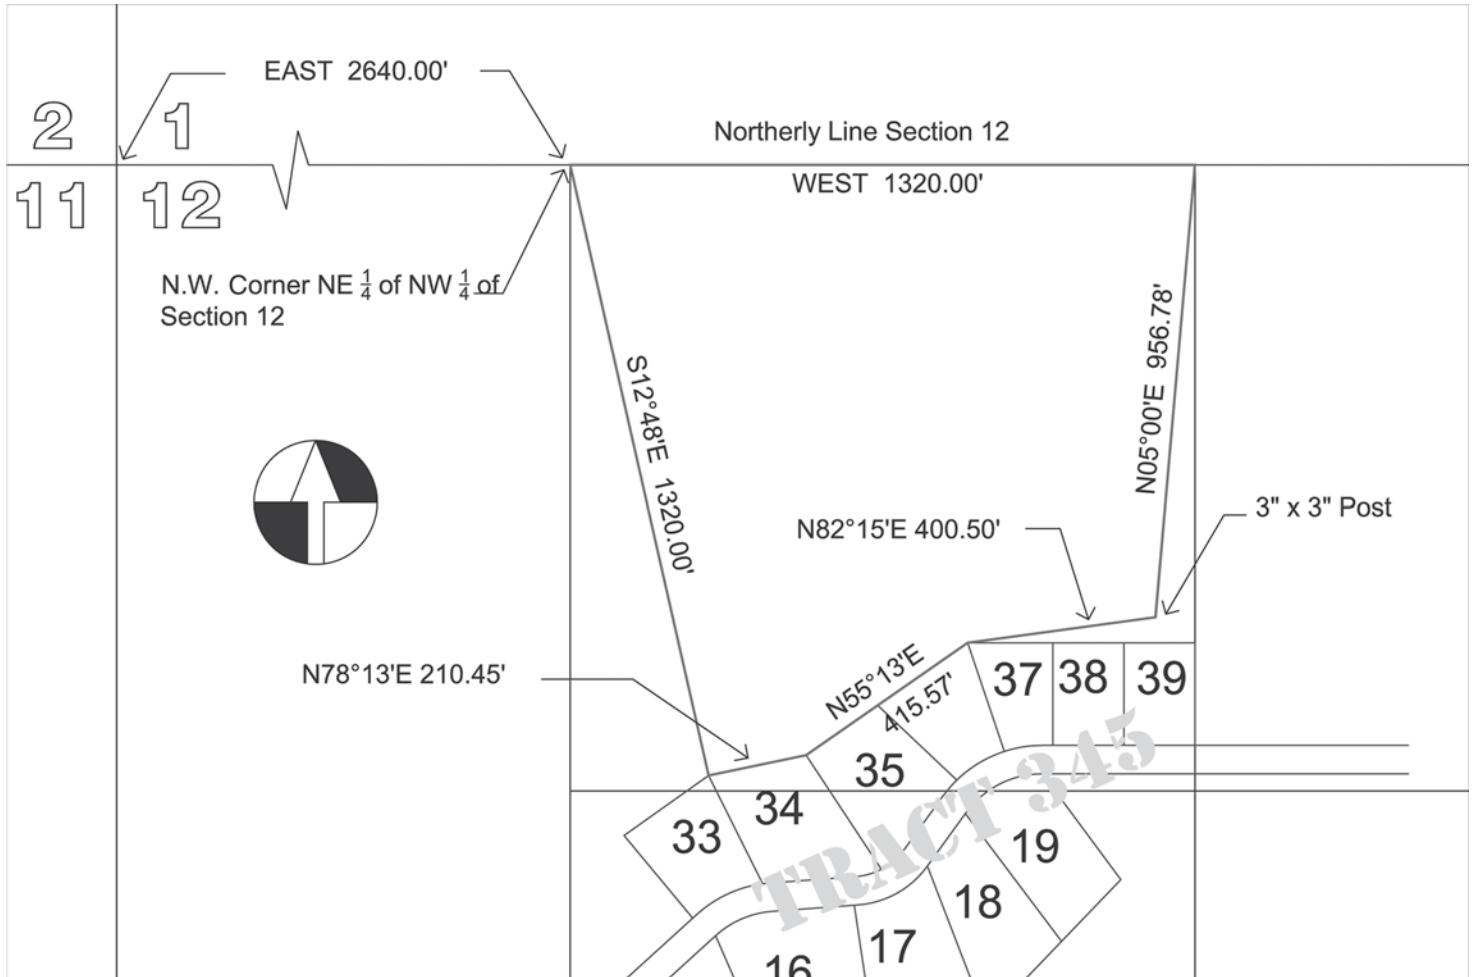 EAST 2640.00'
2
1
Northerly Line Section 12
11
12
WEST 1320.00'
N.W. Corner NE 1/4 of NW 1/4 of
Section 12
S12°48'E 1320.00'
N05°00'E 956.78'
3" x 3" Post
N82°15'E 400.50'
N78°13'E 210.45'
N55°13'E
415.57'
37
38
39
35
34
33
TRACT 345
19
18
17
16